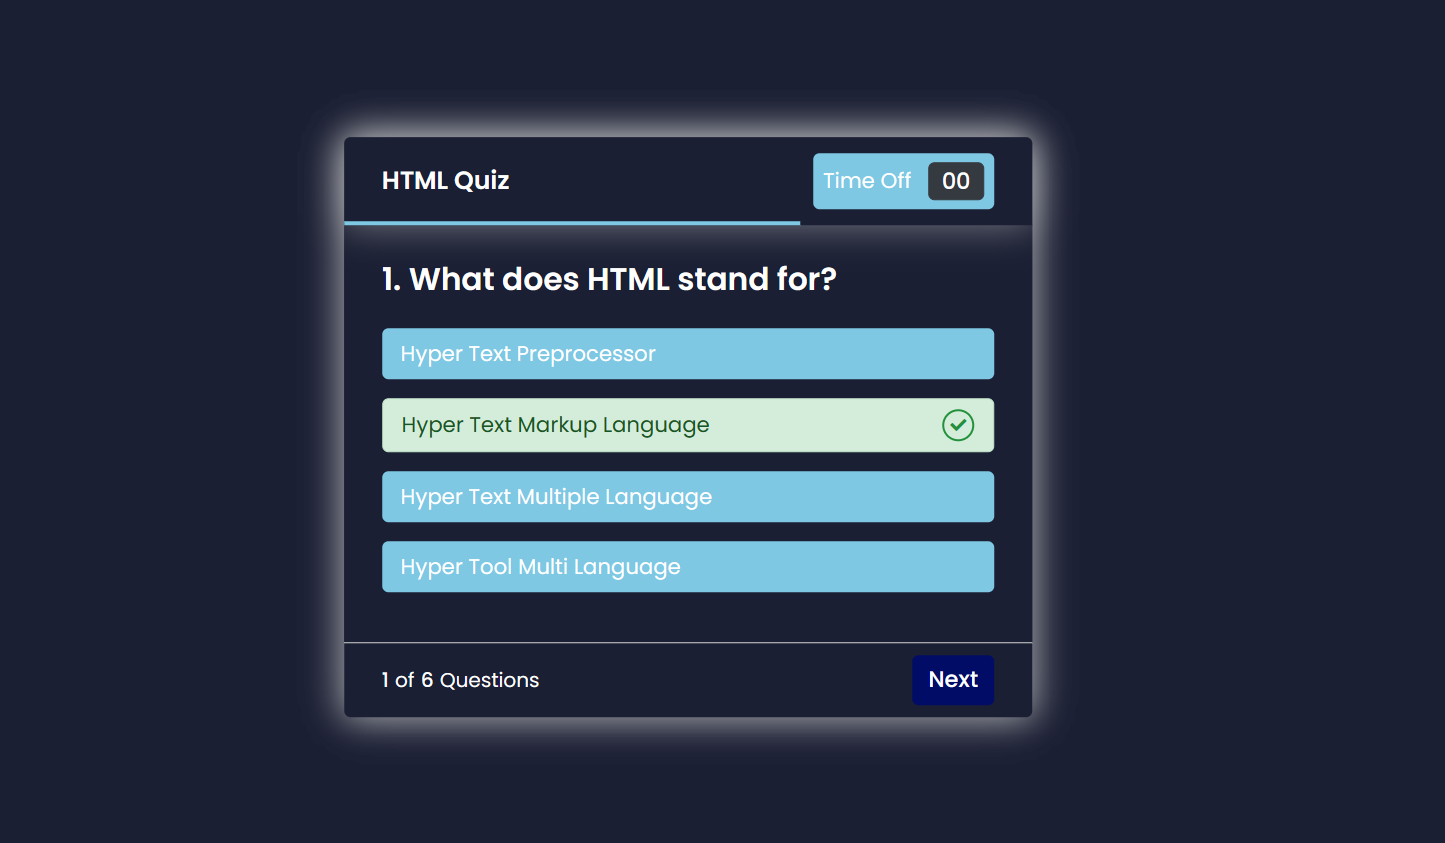 HTML Quiz
Time Off 00
1. What does HTML stand for?
Hyper Text Preprocessor
Hyper Text Markup Language
Hyper Text Multiple Language
Hyper Tool Multi Language
1 of 6 Questions
Next